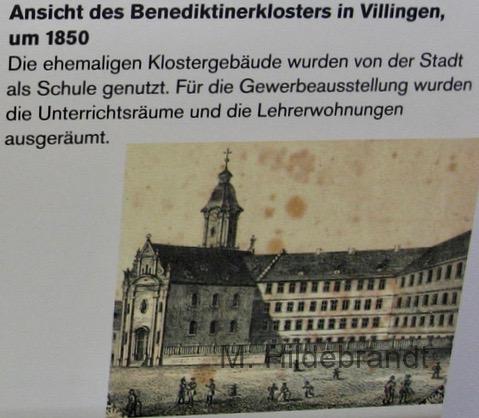 Ansicht des Benediktinerklosters in Villingen,
um 1850
Die ehemaligen Klostergebäude wurden von der Stadt
als Schule genutzt. Für die Gewerbeausstellung wurden
die Unterrichtsräume und die Lehrerwohnungen
ausgeräumt.
M. Hildebrandt